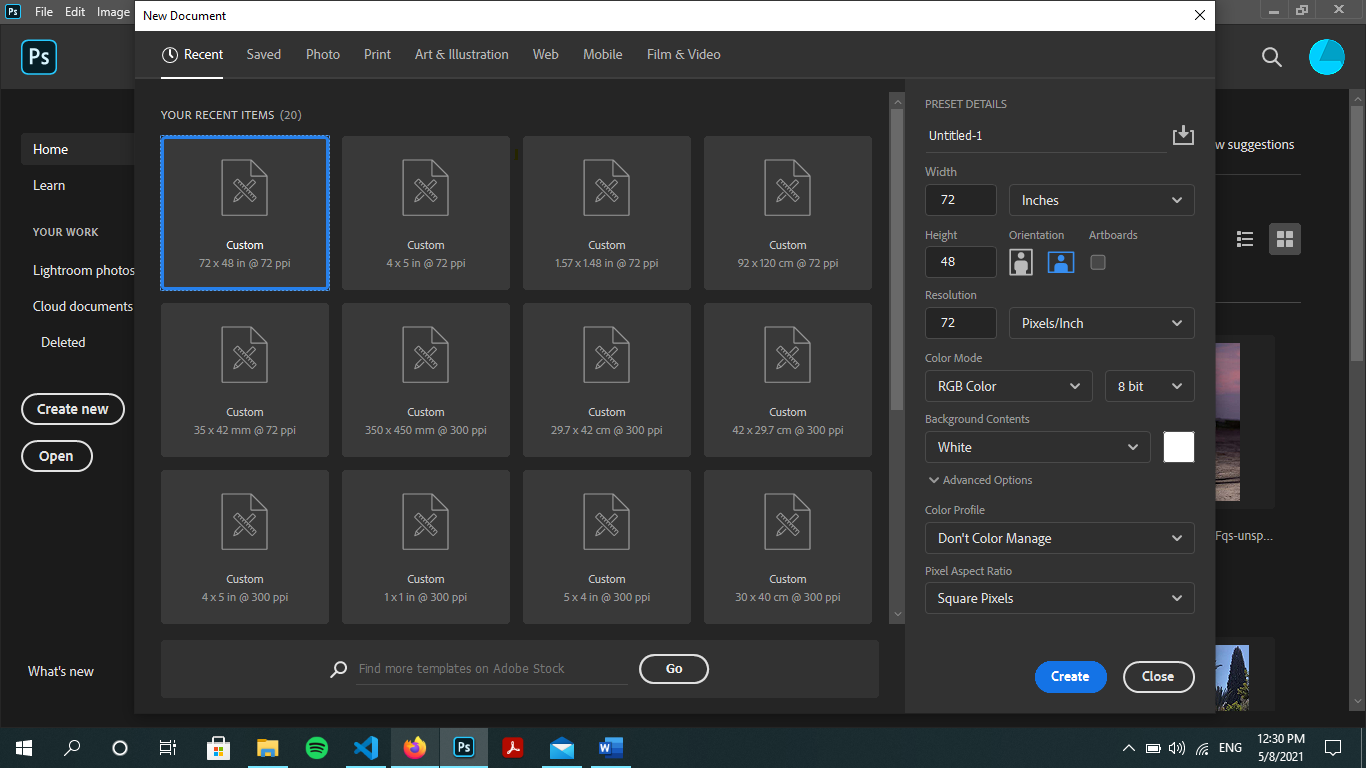 Ps File Edit Image
New Document
Ps
Recent Saved Photo Print Art & Illustration Web Mobile Film & Video
Home
Learn
YOUR WORK
Lightroom photos
Cloud documents
Deleted
Create new
Open
What's new
YOUR RECENT ITEMS (20)
Custom
72 x 48 in @ 72 ppi
Custom
4 x 5 in @ 72 ppi
Custom
1.57 x 1.48 in @ 72 ppi
Custom
92 x 120 cm @ 72 ppi
Custom
35 x 42 mm @ 72 ppi
Custom
350 x 450 mm @ 300 ppi
Custom
29.7 x 42 cm @ 300 ppi
Custom
42 x 29.7 cm @ 300 ppi
Custom
4 x 5 in @ 300 ppi
Custom
1 x 1 in @ 300 ppi
Custom
5 x 4 in @ 300 ppi
Custom
30 x 40 cm @ 300 ppi
Find more templates on Adobe Stock Go
PRESET DETAILS
Untitled-1
Width
72 Inches
Height Orientation Artboards
48
Resolution
72 Pixels/Inch
Color Mode
RGB Color 8 bit
Background Contents
White
Advanced Options
Color Profile
Don't Color Manage
Pixel Aspect Ratio
Square Pixels
Create Close
w suggestions
Fqs-unsp...
Ps W ENG
12:30 PM
5/8/2021